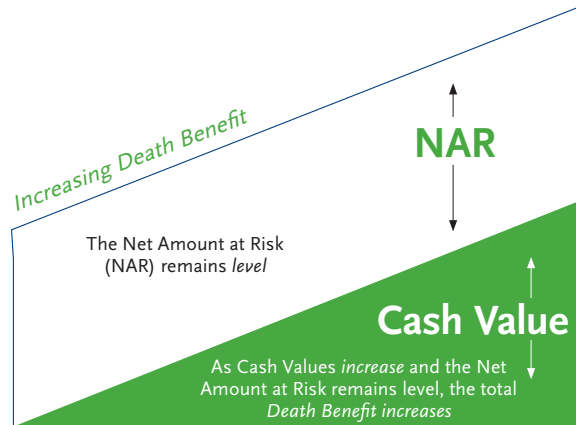 Increasing Death Benefit
NAR
The Net Amount at Risk
(NAR) remains level
Cash Value
As Cash Values increase and the Net
Amount at Risk remains level, the total
Death Benefit increases